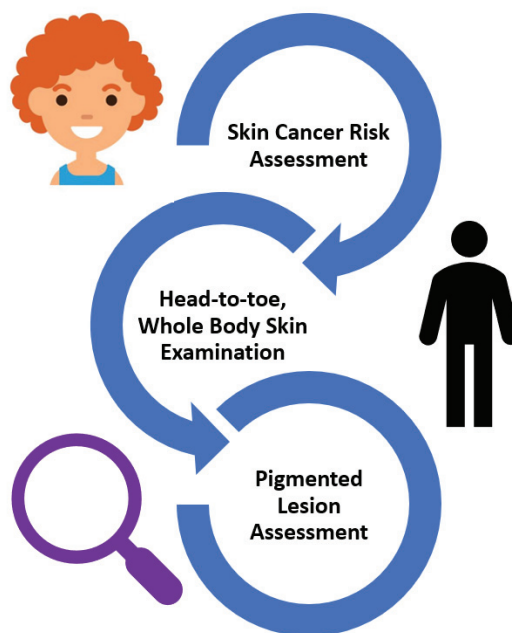 Skin Cancer Risk
Assessment
Head-to-toe,
Whole Body Skin
Examination
Pigmented
Lesion
Assessment